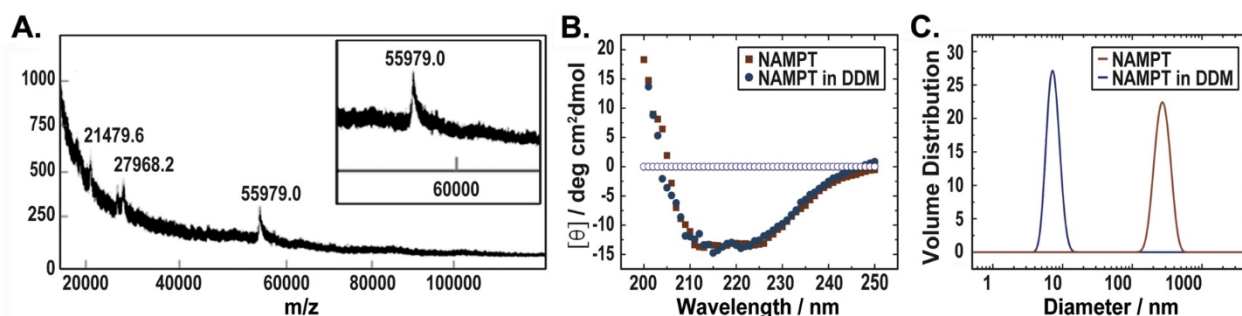 A.
1000
750
500
250
0
21479.6
27968.2
55979.0
55979.0
60000
20000 40000 60000 80000 100000
m/z
B.
20
15
10
5
0
-5
-10
-15
[θ] / deg cm²dmol
NAMPT
NAMPT in DDM
200 210 220 230 240 250
Wavelength / nm
C.
30
25
20
15
10
5
0
Volume Distribution
NAMPT
NAMPT in DDM
1 10 100 1000
Diameter / nm